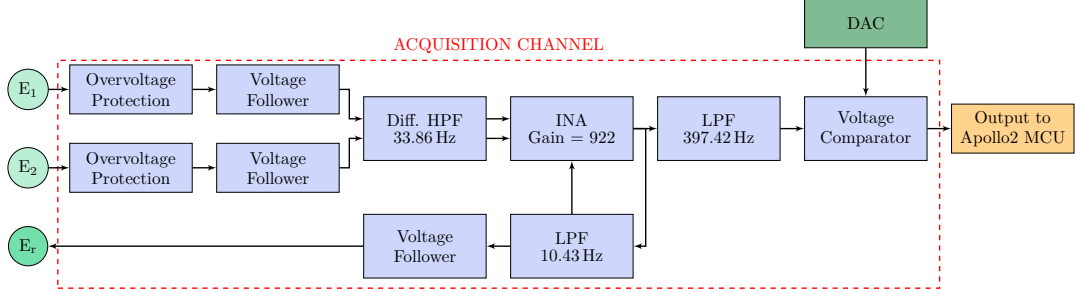 DAC
ACQUISITION CHANNEL
E1
Overvoltage
Protection
Voltage
Follower
Diff. HPF
33.86 Hz
INA
Gain = 922
LPF
397.42 Hz
Voltage
Comparator
Output to
Apollo2 MCU
E2
Overvoltage
Protection
Voltage
Follower
Er
Voltage
Follower
LPF
10.43 Hz